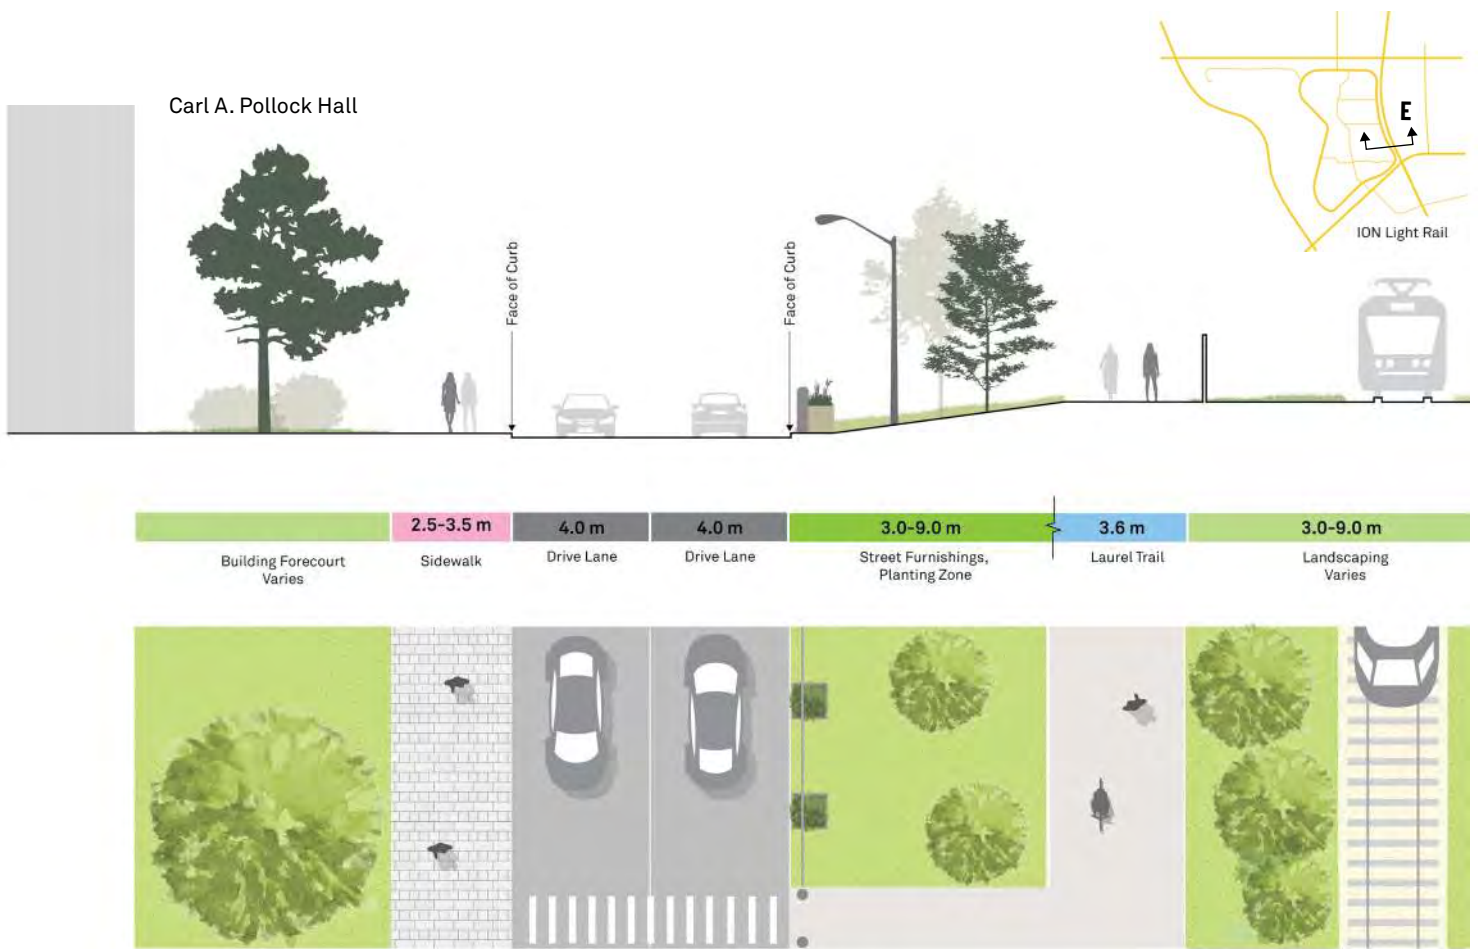 Carl A. Pollock Hall
E
ION Light Rail
Face of Curb
Face of Curb
2.5-3.5 m
4.0 m
4.0 m
3.0-9.0 m
3.6 m
3.0-9.0 m
Building Forecourt
Varies
Sidewalk
Drive Lane
Drive Lane
Street Furnishings,
Planting Zone
Laurel Trail
Landscaping
Varies